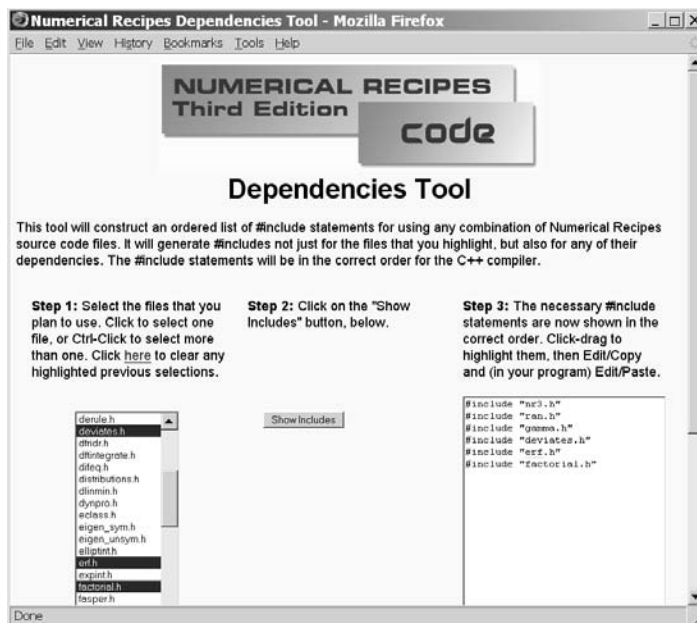 Numerical Recipes Dependencies Tool - Mozilla Firefox
File Edit View History Bookmarks Tools Help
NUMERICAL RECIPES
Third Edition
code
Dependencies Tool
This tool will construct an ordered list of #include statements for using any combination of Numerical Recipes
source code files. It will generate #includes not just for the files that you highlight, but also for any of their
dependencies. The #include statements will be in the correct order for the C++ compiler.
Step 1: Select the files that you
plan to use. Click to select one
file, or Ctrl-Click to select more
than one. Click here to clear any
highlighted previous selections.
Step 2: Click on the "Show
Includes" button, below.
Step 3: The necessary #include
statements are now shown in the
correct order. Click-drag to
highlight them, then Edit/Copy
and (in your program) Edit/Paste.
derule.h
deviates.h
dfridr.h
dftintegrate.h
difeq.h
distributions.h
dlinmin.h
dynpro.h
eclass.h
eigen_sym.h
eigen_unsym.h
elliptint.h
erf.h
expint.h
factorial.h
fasper.h
Show Includes
#include "nr3.h"
#include "ran.h"
#include "gamma.h"
#include "deviates.h"
#include "erf.h"
#include "factorial.h"
Done